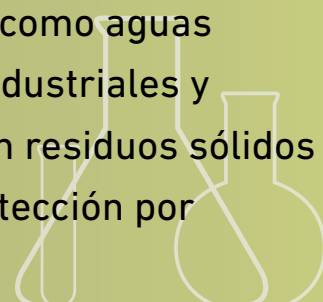 como aguas
dustriales y
n residuos sólidos
tección por